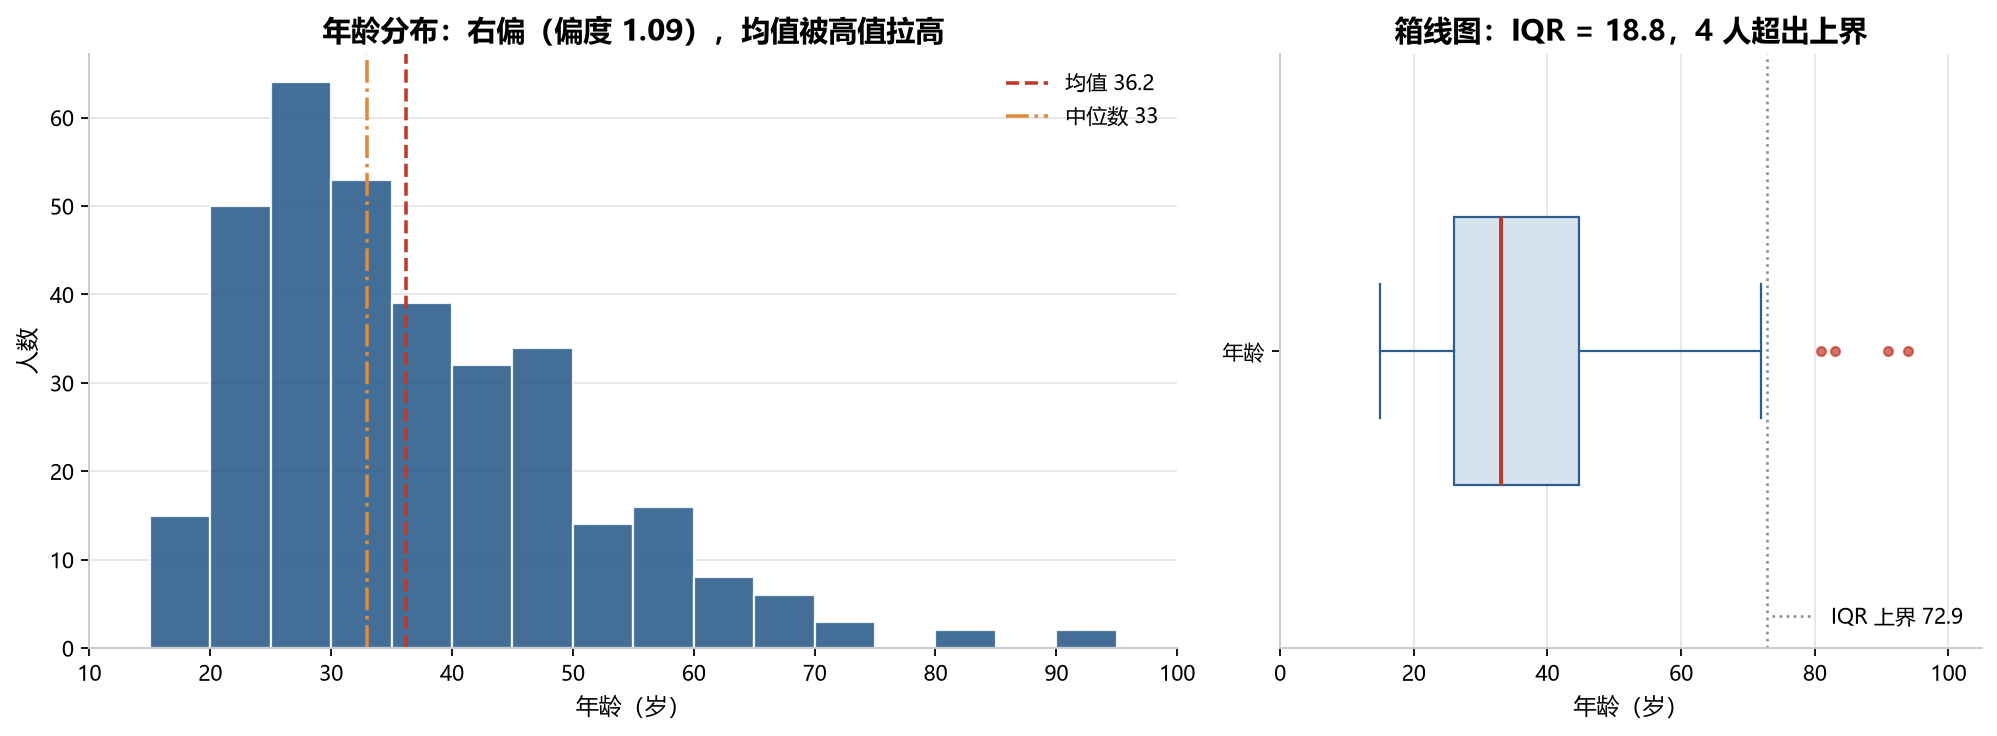 年龄分布：右偏（偏度 1.09），均值被高值拉高
均值 36.2
中位数 33
人数
60
50
40
30
20
10
0
10 20 30 40 50 60 70 80 90 100
年龄（岁）
箱线图：IQR = 18.8，4 人超出上界
年龄
IQR 上界 72.9
0 20 40 60 80 100
年龄（岁）